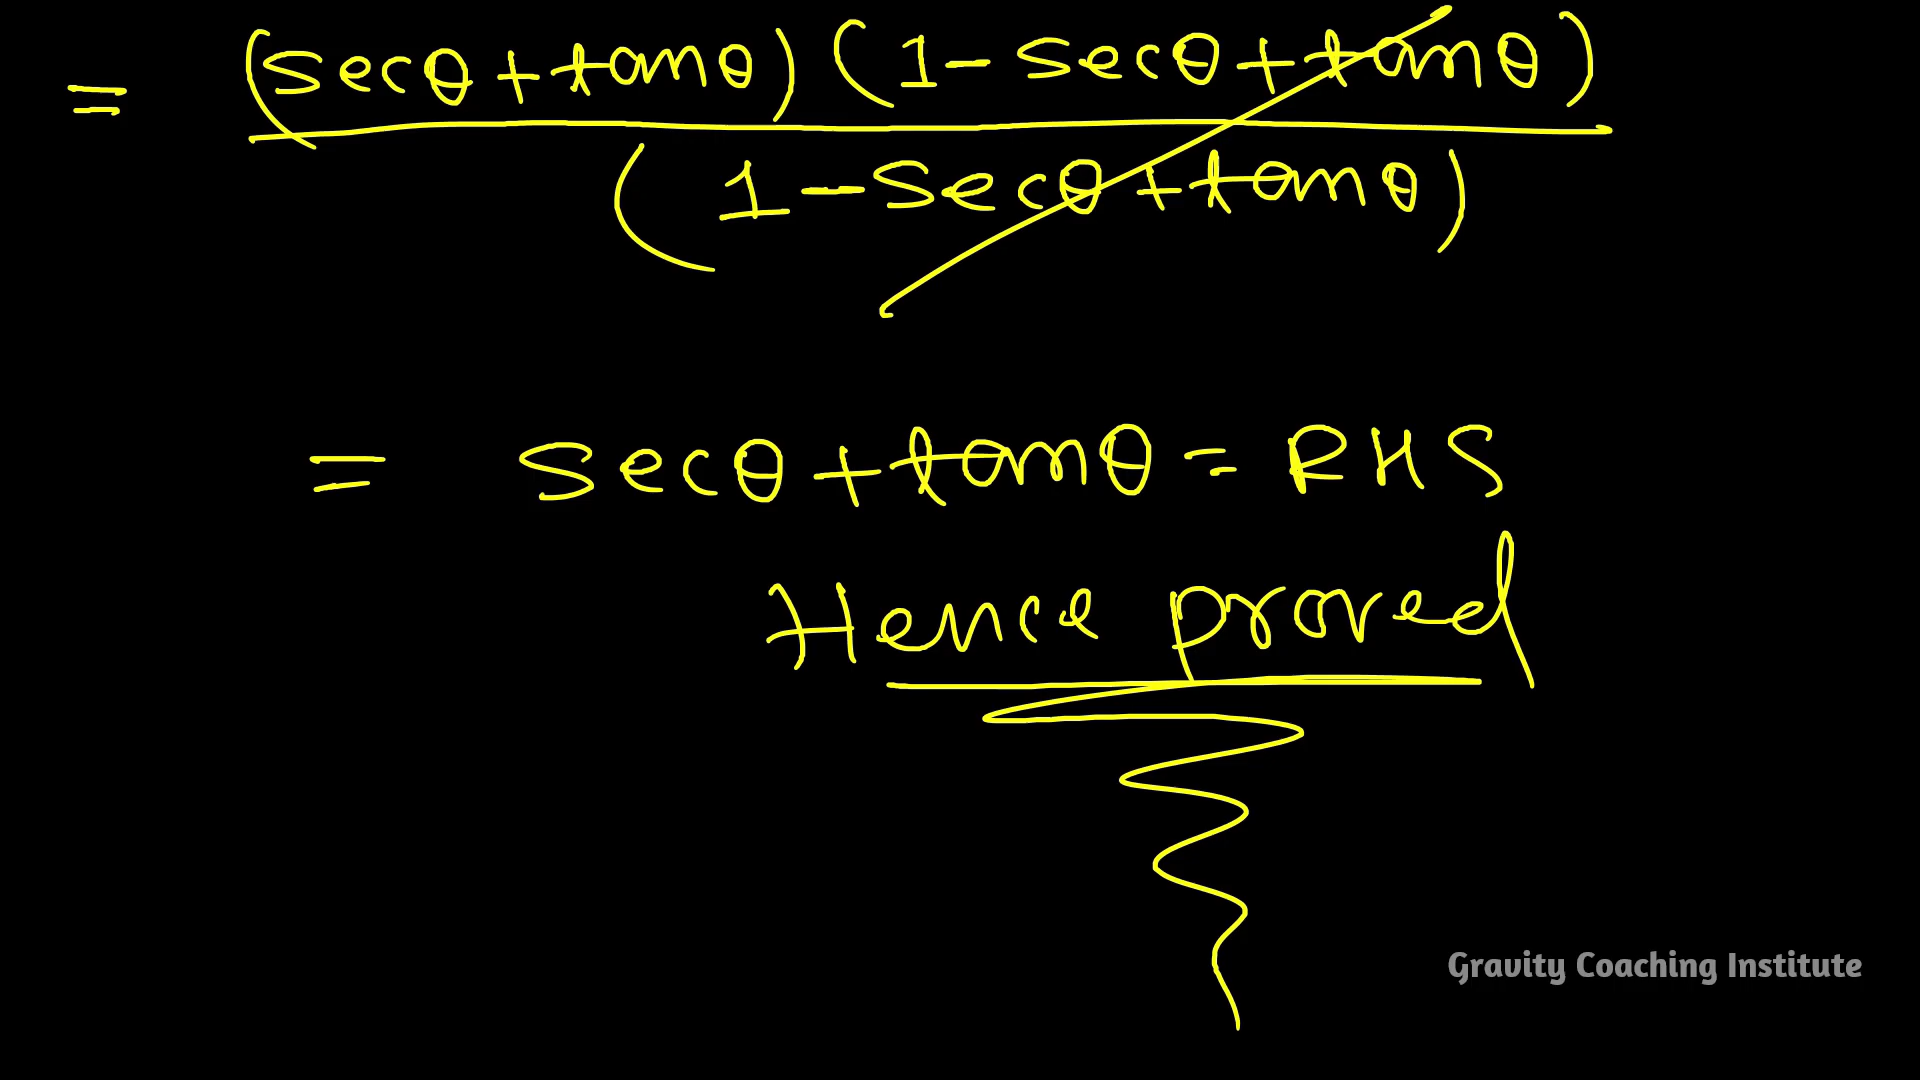 = (secθ + tanθ) (1 - secθ + tanθ)
(1 - secθ + tanθ)
= secθ + tanθ = RHS
Hence proved
Gravity Coaching Institute